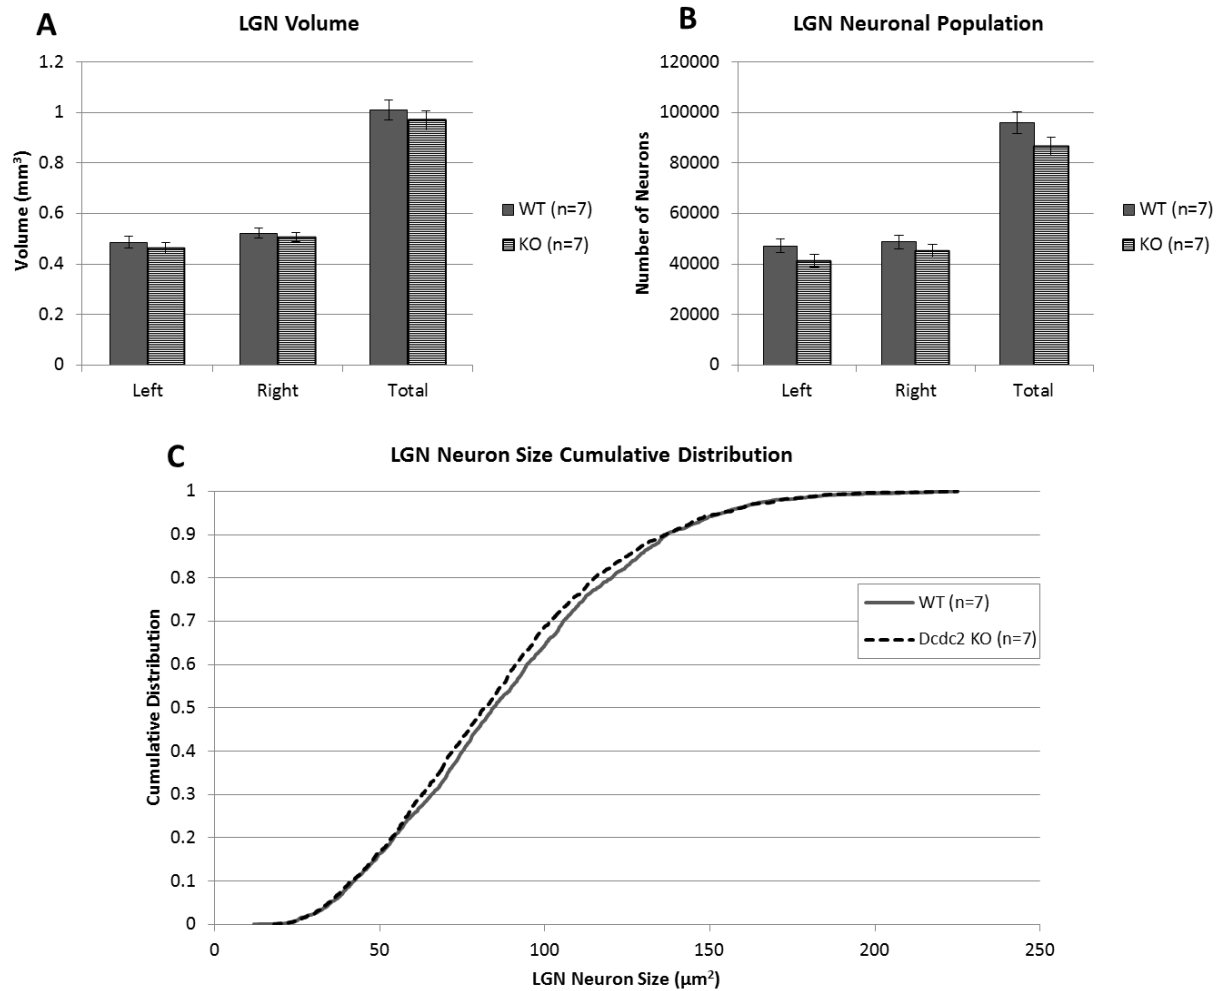 A
LGN Volume
1.2
1
0.8
0.6
0.4
0.2
0
Volume (mm³)
Left
Right
Total
WT (n=7)
KO (n=7)
B
LGN Neuronal Population
120000
100000
80000
60000
40000
20000
0
Number of Neurons
Left
Right
Total
WT (n=7)
KO (n=7)
C
LGN Neuron Size Cumulative Distribution
1
0.9
0.8
0.7
0.6
0.5
0.4
0.3
0.2
0.1
0
Cumulative Distribution
WT (n=7)
Dcdc2 KO (n=7)
0
50
100
150
200
250
LGN Neuron Size (µm²)